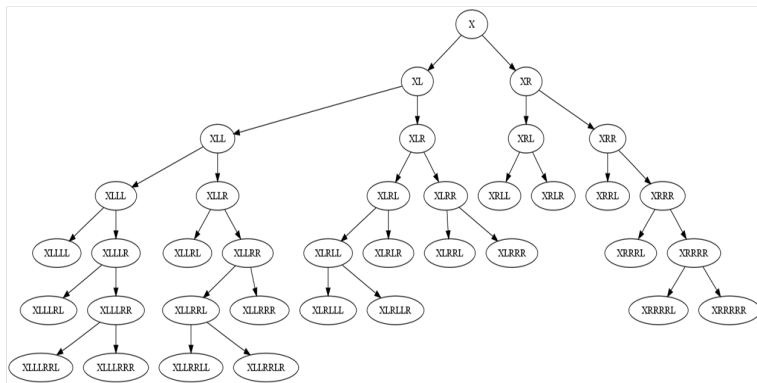 X
XL XR
XLL XLR XRL XRR
XLLL XLLR XLRL XLRR XRLL XRLR XRRL XRRR
XLLLL XLLLR XLLRL XLLRR XLRLL XLRLR XLRRL XLRRR XRRRL XRRRR
XLLLRL XLLLRR XLLRRL XLLRRR XLRLLL XLRLLR XRRRRL XRRRRR
XLLLRRL XLLLRRR XLLRRLL XLLRRLR